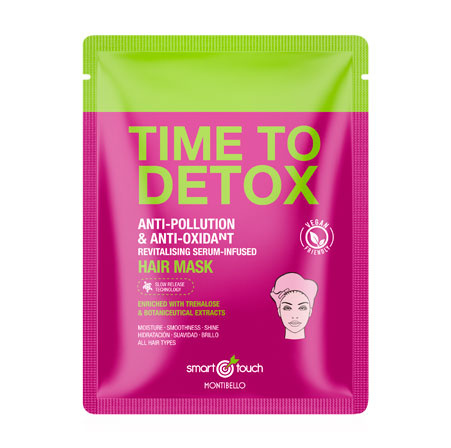 TIME TO
DETOX
ANTI-POLLUTION
& ANTI-OXIDANT
REVITALISING SERUM-INFUSED
HAIR MASK
SLOW RELEASE
TECHNOLOGY
ENRICHED WITH TREHALOSE
& BOTANICEUTICAL EXTRACTS
MOISTURE · SMOOTHNESS · SHINE
HIDRATACIÓN · SUAVIDAD · BRILLO
ALL HAIR TYPES
VEGAN
FRIENDLY
smart touch
MONTIBELLO